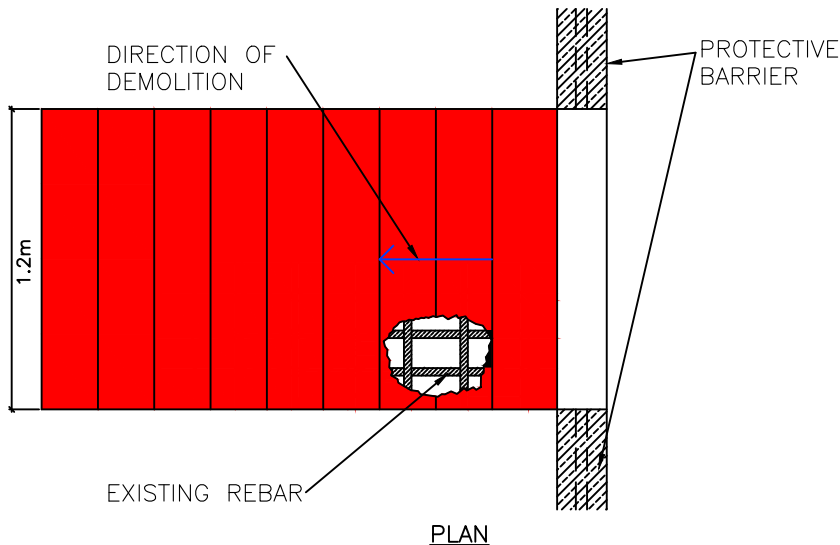 DIRECTION OF
DEMOLITION
PROTECTIVE
BARRIER
1.2m
EXISTING REBAR
PLAN